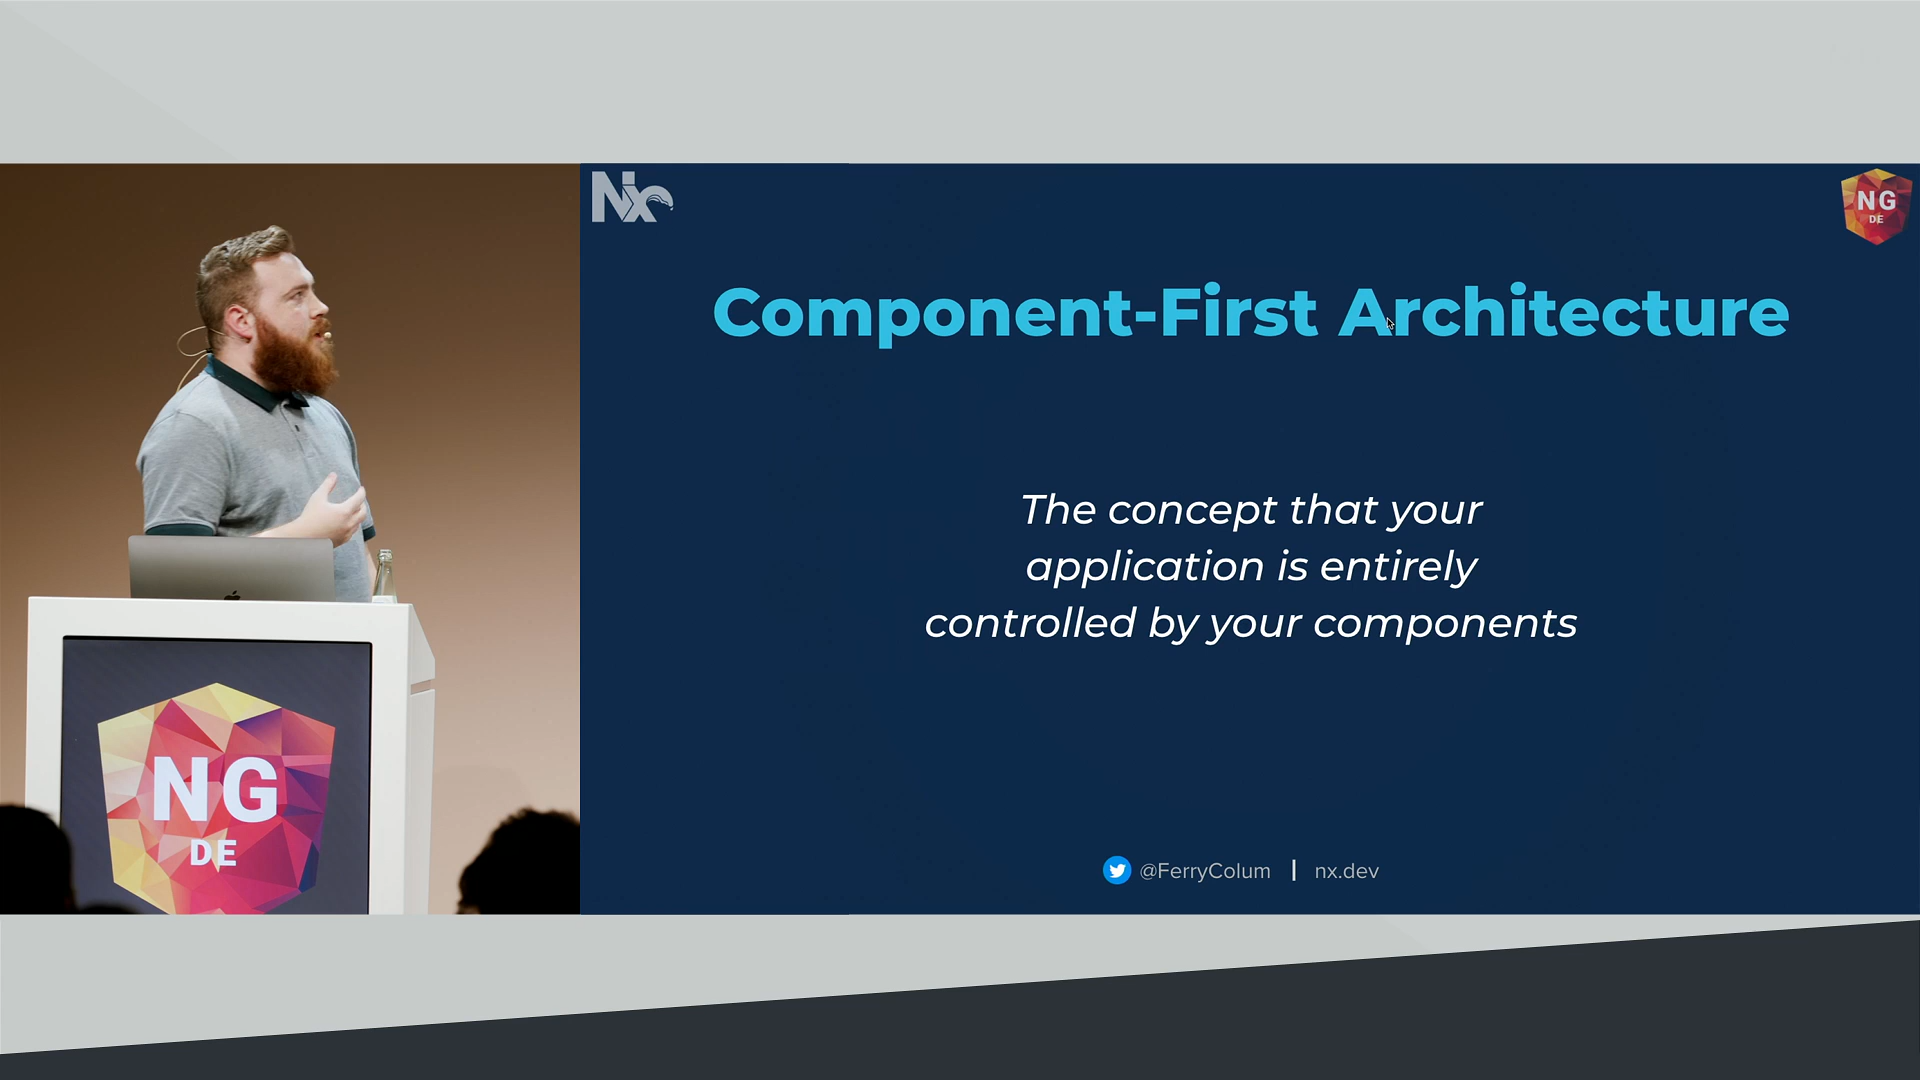 Nx
NG
DE
Component-First Architecture
The concept that your
application is entirely
controlled by your components
@FerryColum | nx.dev
NG
DE